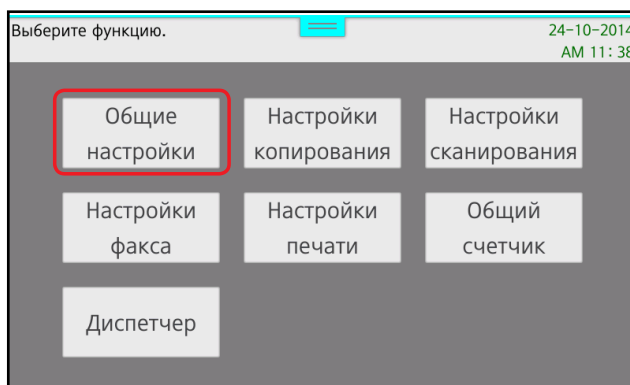 Выберите функцию.
24-10-2014
AM 11: 38
Общие
настройки
Настройки
копирования
Настройки
сканирования
Настройки
факса
Настройки
печати
Общий
счетчик
Диспетчер